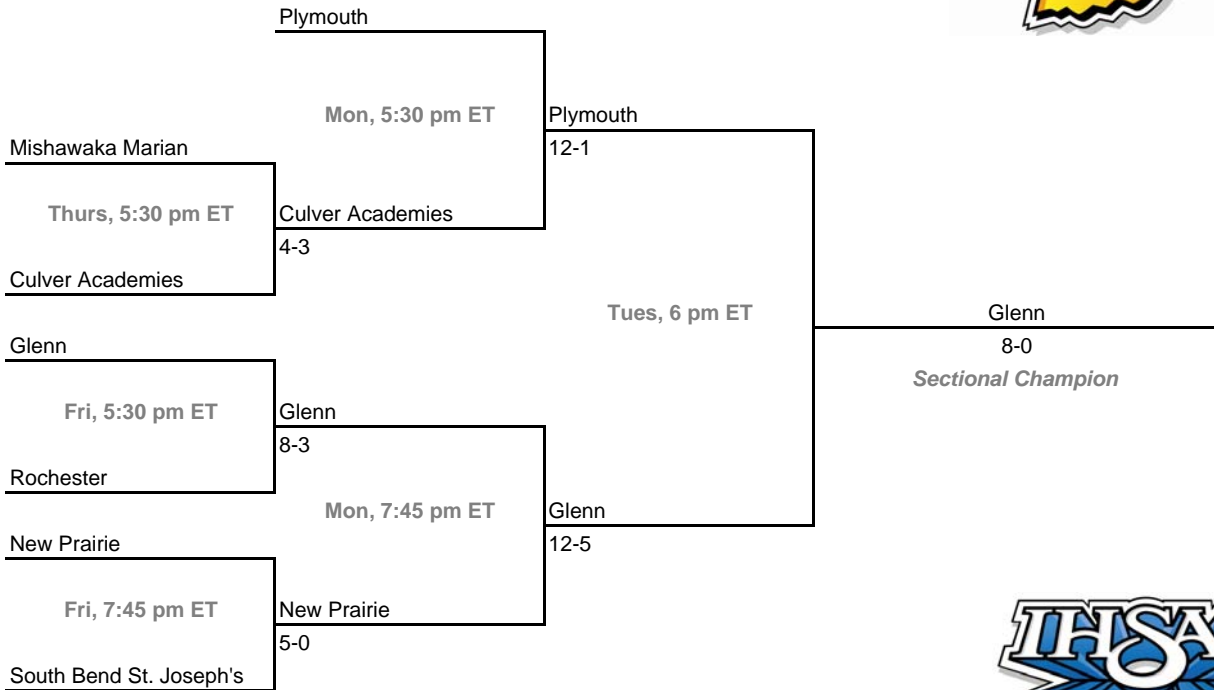 Plymouth
Mon, 5:30 pm ET
Plymouth
12-1
Mishawaka Marian
Thurs, 5:30 pm ET
Culver Academies
4-3
Culver Academies
Tues, 6 pm ET
Glenn
8-0
Sectional Champion
Glenn
Fri, 5:30 pm ET
Glenn
8-3
Rochester
Mon, 7:45 pm ET
Glenn
12-5
New Prairie
Fri, 7:45 pm ET
New Prairie
5-0
South Bend St. Joseph's
IHSA